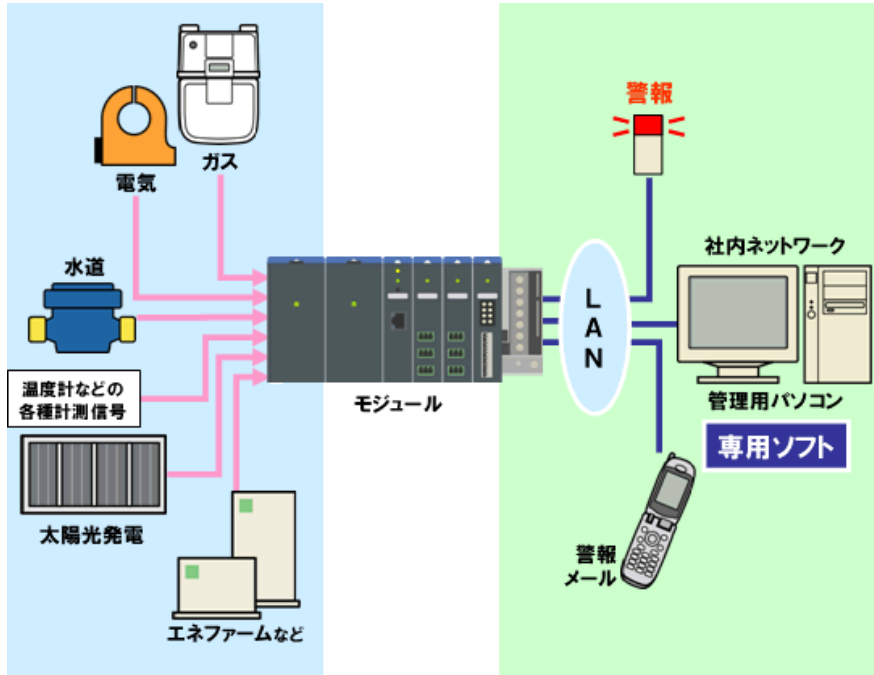 ガス
電気
水道
温度計などの
各種計測信号
太陽光発電
エネファームなど
モジュール
LAN
警報
社内ネットワーク
管理用パソコン
専用ソフト
警報
メール